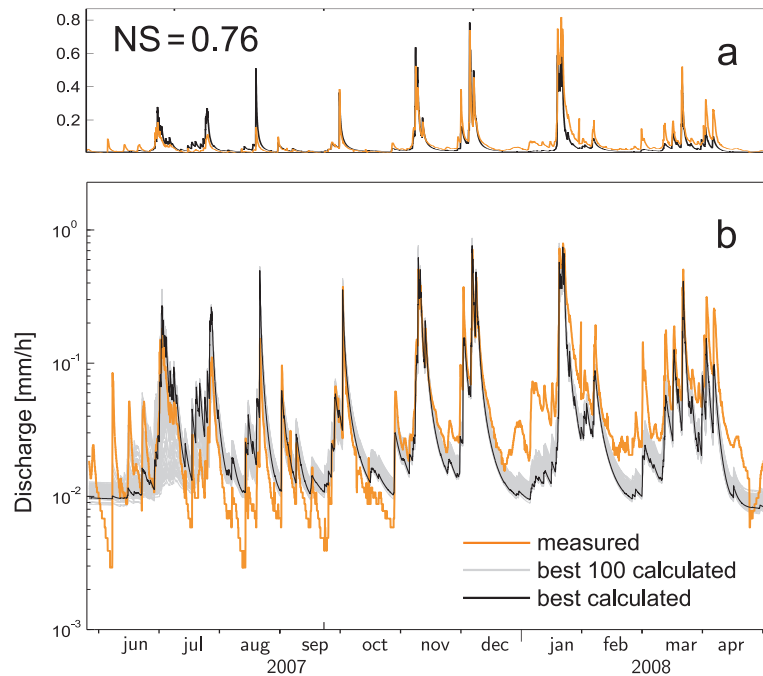 0.8
0.6
0.4
0.2
NS = 0.76
a
b
10⁰
10⁻¹
10⁻²
10⁻³
Discharge [mm/h]
measured
best 100 calculated
best calculated
jun jul aug sep oct nov dec jan feb mar apr
2007 2008